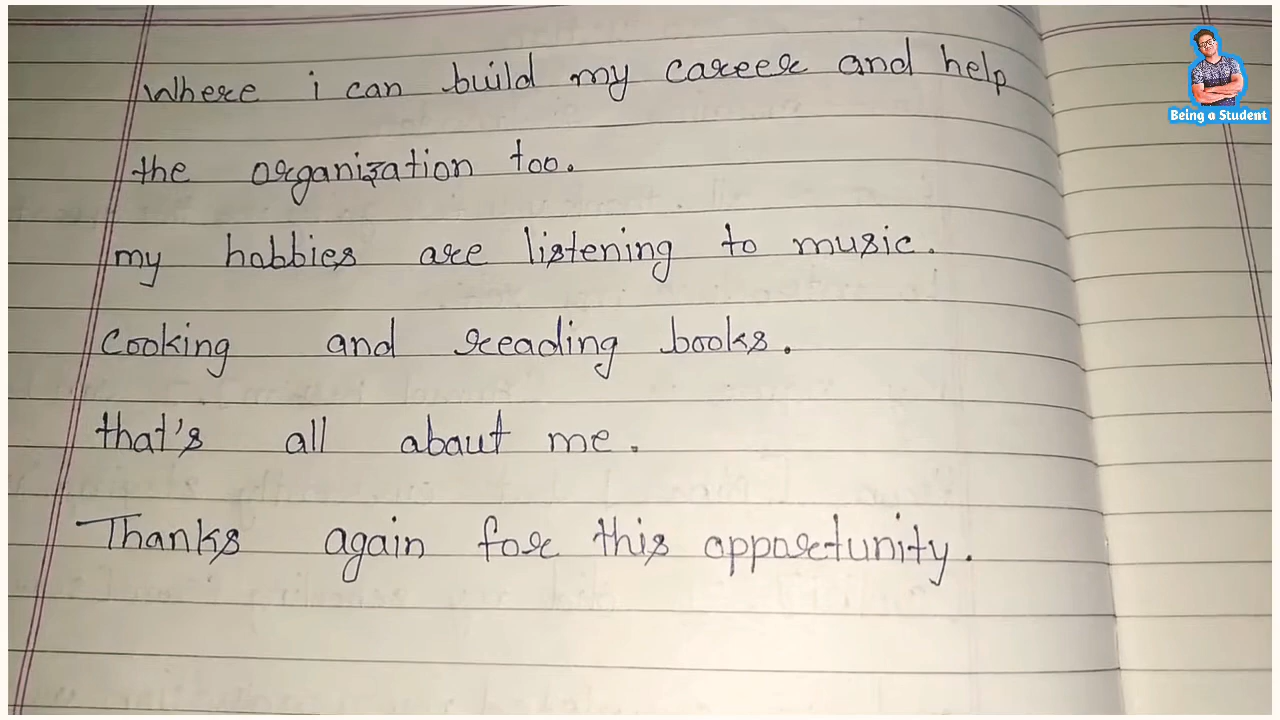 where i can build my career and help
the organization too.
my hobbies are listening to music.
cooking and reading books.
that's all about me.
Thanks again for this opportunity.
Being a Student